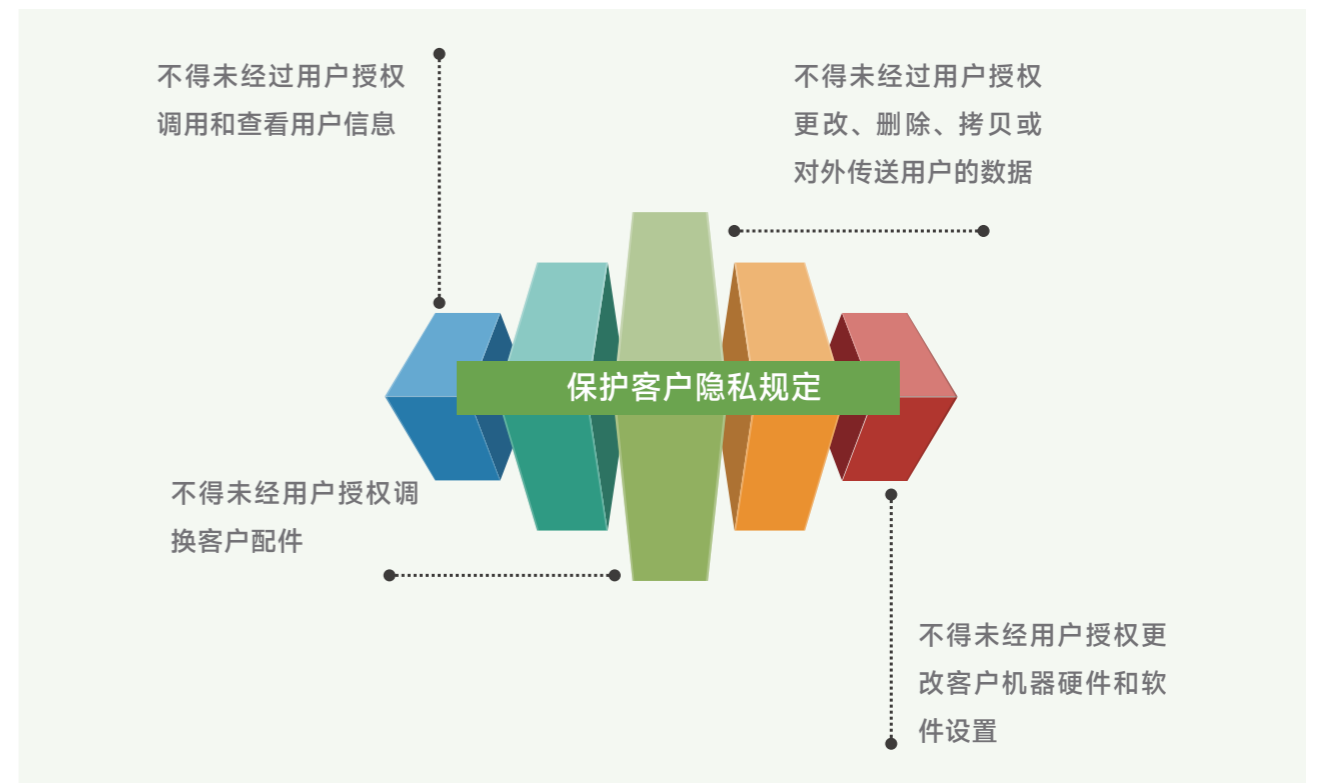 不得未经过用户授权
调用和查看用户信息
不得未经过用户授权
更改、删除、拷贝或
对外传送用户的数据
保护客户隐私规定
不得未经用户授权调
换客户配件
不得未经用户授权更
改客户机器硬件和软
件设置